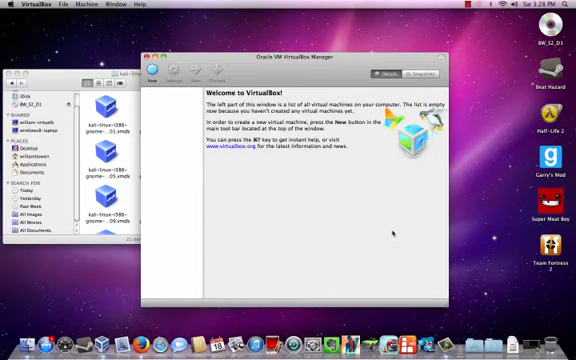 VirtualBox File Machine Window Help
Sat 3:28 PM
Oracle VM VirtualBox Manager
New Settings Start Discard
Details Snapshots
Welcome to VirtualBox!
The left part of this window is a list of all virtual machines on your computer. The list is empty
now because you haven't created any virtual machines yet.
In order to create a new virtual machine, press the New button in the
main tool bar located at the top of the window.
You can press the ⌘? key to get instant help, or visit
www.virtualbox.org for the latest information and news.
iDisk
BW_S2_D1
SHARED
william-virtualb
windows8-laptop
PLACES
Desktop
williambowen
Applications
Documents
SEARCH FOR
Today
Yesterday
Past Week
All Images
All Movies
All Documents
kali-linux-i386-
gnome-
kali-linux-i386-
gnome-...05.vmdk
kali-linux-i386-
gnome-...09.vmdk
BW_S2_D1
Beat Hazard
Half-Life 2
Garry's Mod
Super Meat Boy
Team Fortress
2
18